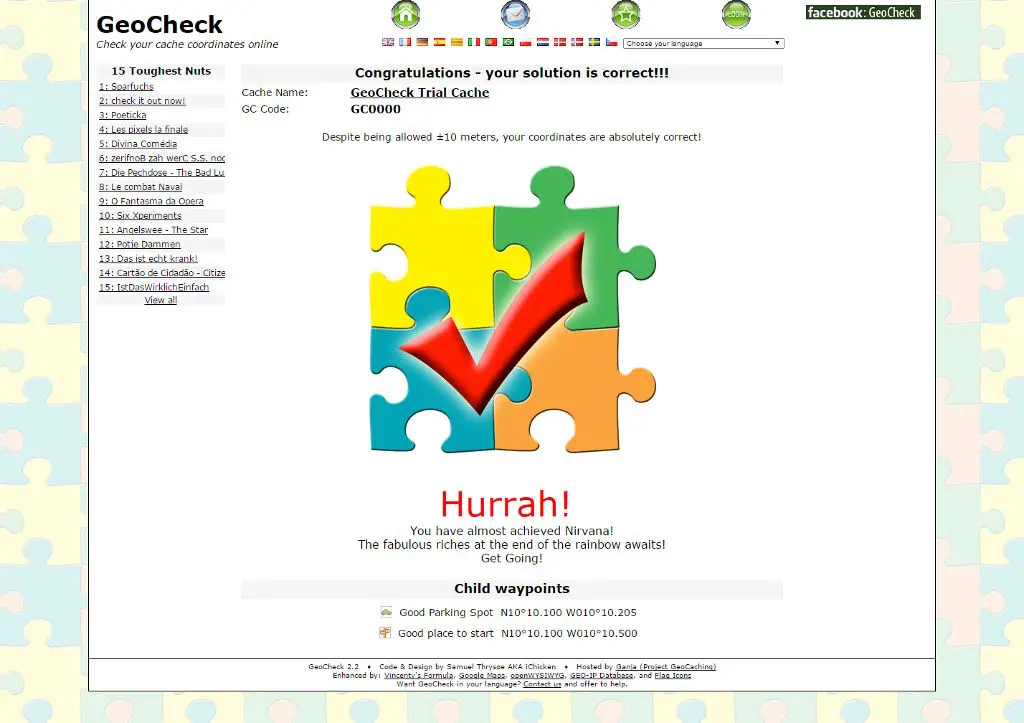 GeoCheck
Check your cache coordinates online
LOGIN
facebook: GeoCheck
Choose your language
15 Toughest Nuts
1: Sparfuchs
2: check it out now!
3: Poeticka
4: Les pixels la finale
5: Divina Comédia
6: zerifnoB zah werC S.S. noc
7: Die Pechdose - The Bad Lu
8: Le combat Naval
9: O Fantasma da Opera
10: Six Xperiments
11: Angelswee - The Star
12: Potje Dammen
13: Das ist echt krank!
14: Cartão de Cidadão - Citize
15: IstDasWirklichEinfach
View all
Congratulations - your solution is correct!!!
Cache Name: GeoCheck Trial Cache
GC Code: GC0000
Despite being allowed ±10 meters, your coordinates are absolutely correct!
Hurrah!
You have almost achieved Nirvana!
The fabulous riches at the end of the rainbow awaits!
Get Going!
Child waypoints
Good Parking Spot N10°10.100 W010°10.205
Good place to start N10°10.100 W010°10.500
GeoCheck 2.2 • Code & Design by Samuel Thrysøe AKA iChicken • Hosted by Ganja (Project GeoCaching)
Enhanced by: Vincenty's Formula, Google Maps, openWYSIWYG, GEO-IP Database, and Flag Icons
Want GeoCheck in your language? Contact us and offer to help.